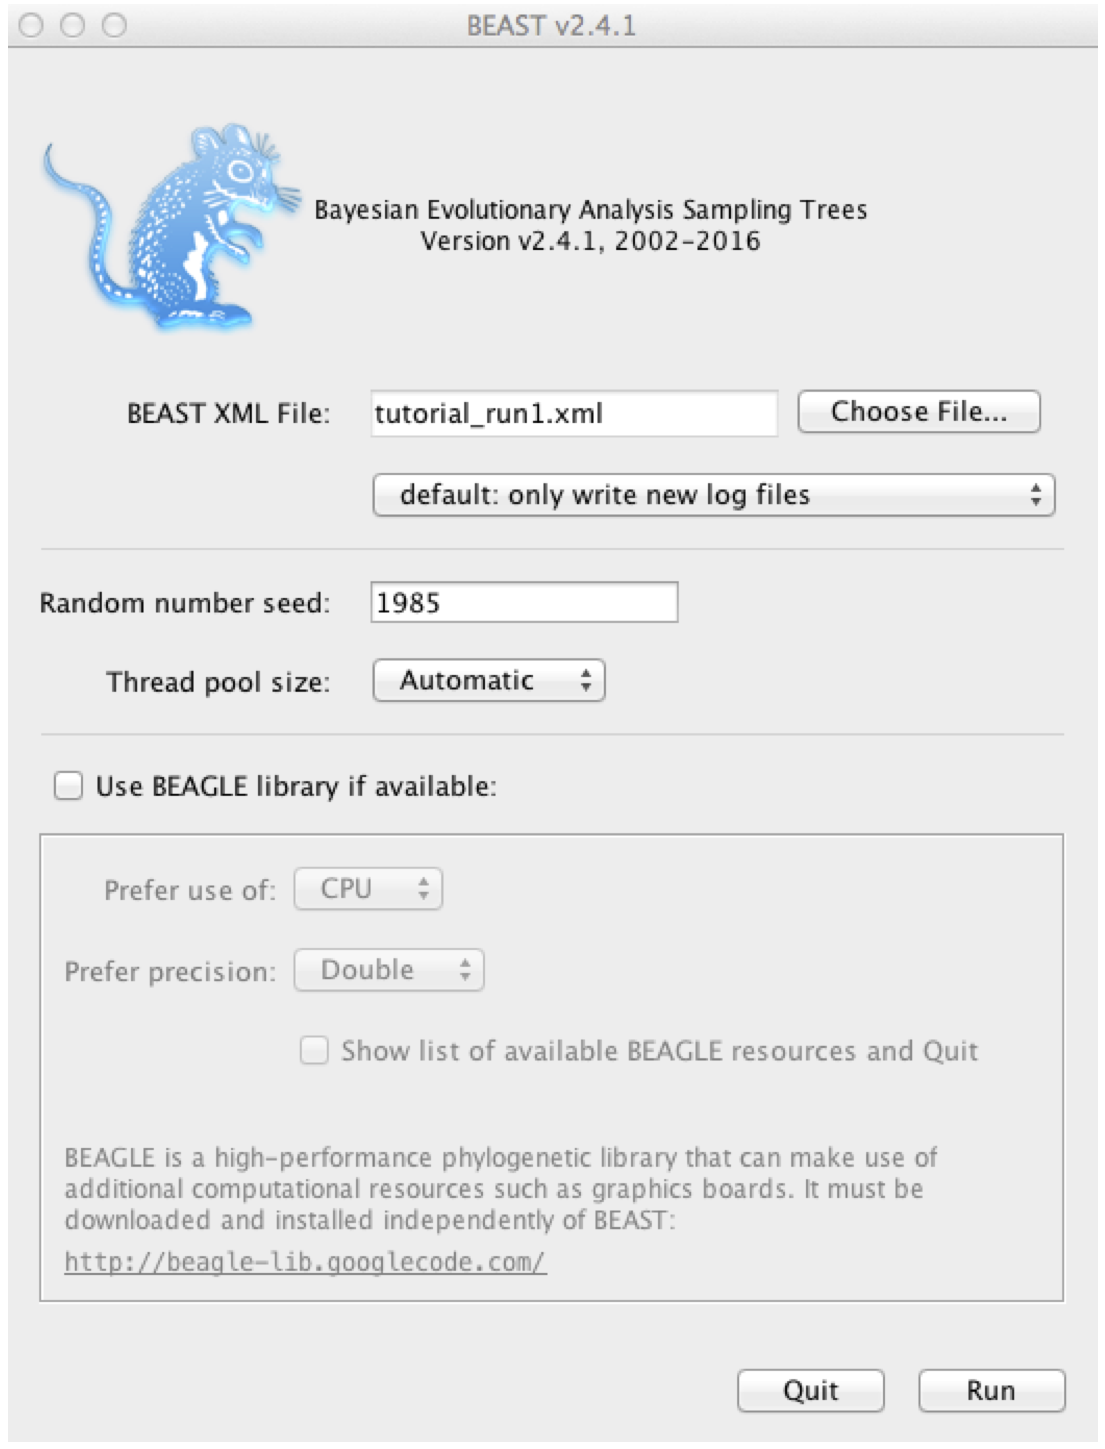 BEAST v2.4.1
Bayesian Evolutionary Analysis Sampling Trees
Version v2.4.1, 2002-2016
BEAST XML File: tutorial_run1.xml Choose File...
default: only write new log files
Random number seed: 1985
Thread pool size: Automatic
Use BEAGLE library if available:
Prefer use of: CPU
Prefer precision: Double
Show list of available BEAGLE resources and Quit
BEAGLE is a high-performance phylogenetic library that can make use of
additional computational resources such as graphics boards. It must be
downloaded and installed independently of BEAST:
http://beagle-lib.googlecode.com/
Quit Run